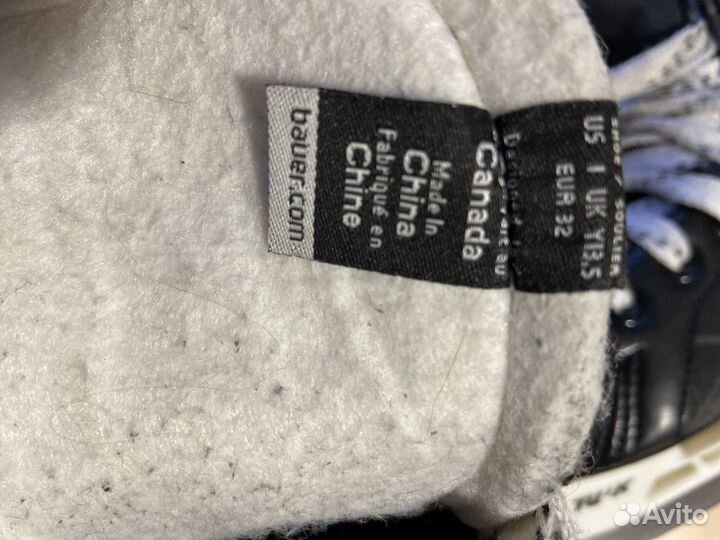 SHOE / SOULIER
US 1 UK Y13.5
EUR 32
Canada
Made In
China
Fabriqué en
Chine
bauer.com
TUUK
Avito